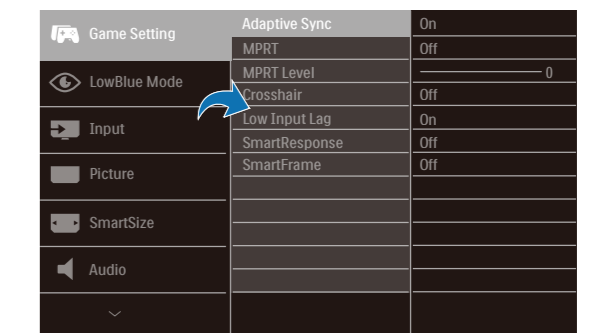 Game Setting
LowBlue Mode
Input
Picture
SmartSize
Audio
Adaptive Sync On
MPRT Off
MPRT Level 0
Crosshair Off
Low Input Lag On
SmartResponse Off
SmartFrame Off